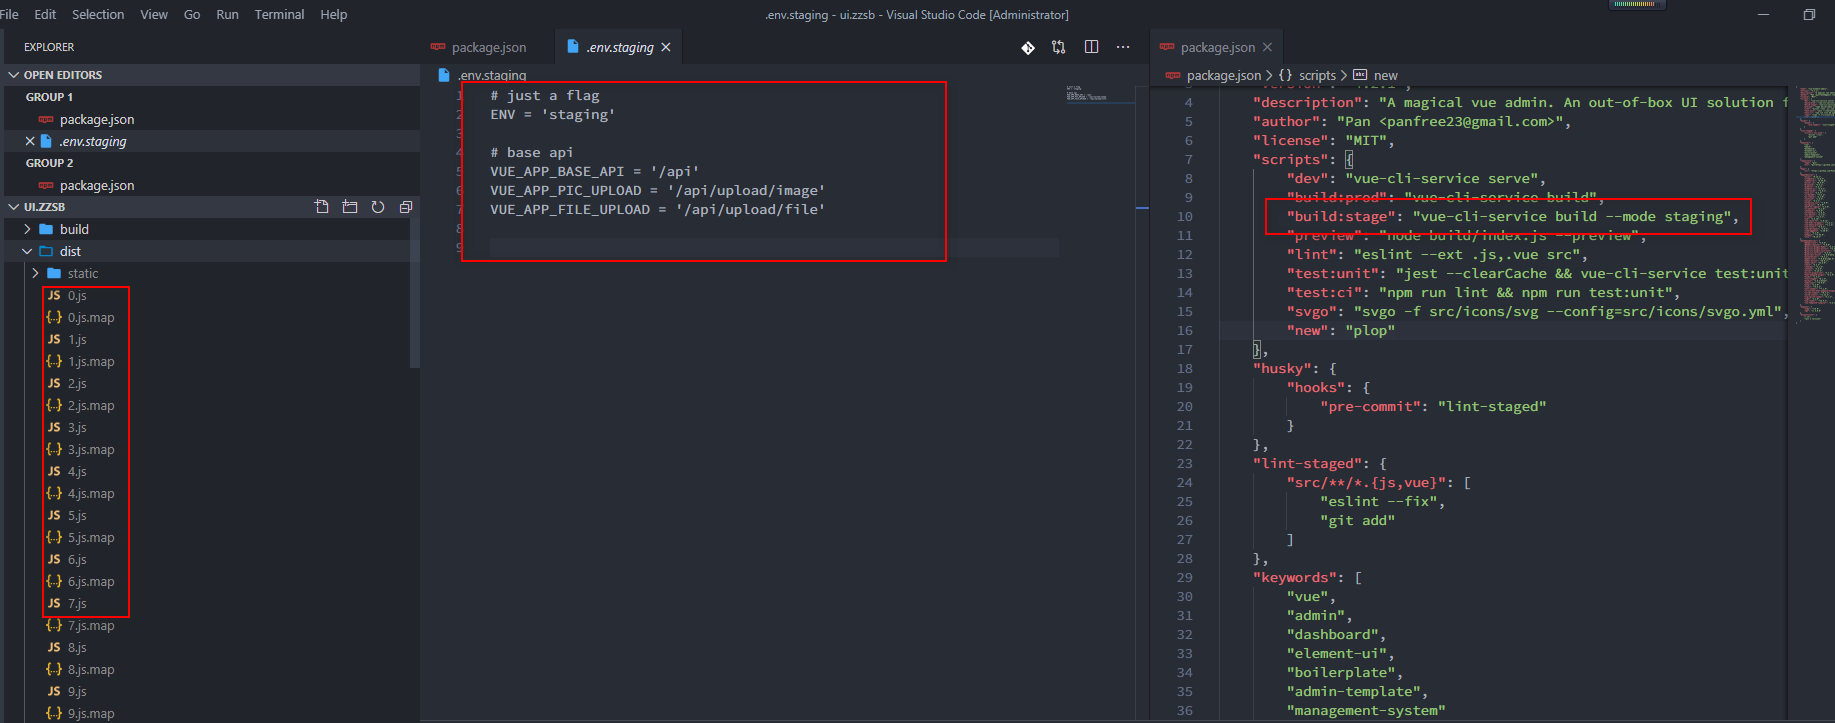 File Edit Selection View Go Run Terminal Help
.env.staging - ui.zzsb - Visual Studio Code [Administrator]
EXPLORER
OPEN EDITORS
GROUP 1
package.json
.env.staging
GROUP 2
package.json
UI.ZZSB
build
dist
static
JS 0.js
{..} 0.js.map
JS 1.js
{..} 1.js.map
JS 2.js
{..} 2.js.map
JS 3.js
{..} 3.js.map
JS 4.js
{..} 4.js.map
JS 5.js
{..} 5.js.map
JS 6.js
{..} 6.js.map
JS 7.js
{..} 7.js.map
JS 8.js
{..} 8.js.map
JS 9.js
{..} 9.js.map
package.json .env.staging
.env.staging
1 # just a flag
2 ENV = 'staging'
3
4 # base api
5 VUE_APP_BASE_API = '/api'
6 VUE_APP_PIC_UPLOAD = '/api/upload/image'
7 VUE_APP_FILE_UPLOAD = '/api/upload/file'
8
9
package.json
package.json > {} scripts > abc new
4 "description": "A magical vue admin. An out-of-box UI solution f
5 "author": "Pan <panfree23@gmail.com>",
6 "license": "MIT",
7 "scripts": {
8 "dev": "vue-cli-service serve",
9 "build:prod": "vue-cli-service build",
10 "build:stage": "vue-cli-service build --mode staging",
11 "preview": "node build/index.js --preview",
12 "lint": "eslint --ext .js,.vue src",
13 "test:unit": "jest --clearCache && vue-cli-service test:unit
14 "test:ci": "npm run lint && npm run test:unit",
15 "svgo": "svgo -f src/icons/svg --config=src/icons/svgo.yml",
16 "new": "plop"
17 },
18 "husky": {
19 "hooks": {
20 "pre-commit": "lint-staged"
21 }
22 },
23 "lint-staged": {
24 "src/**/*.{js,vue}": [
25 "eslint --fix",
26 "git add"
27 ]
28 },
29 "keywords": [
30 "vue",
31 "admin",
32 "dashboard",
33 "element-ui",
34 "boilerplate",
35 "admin-template",
36 "management-system"